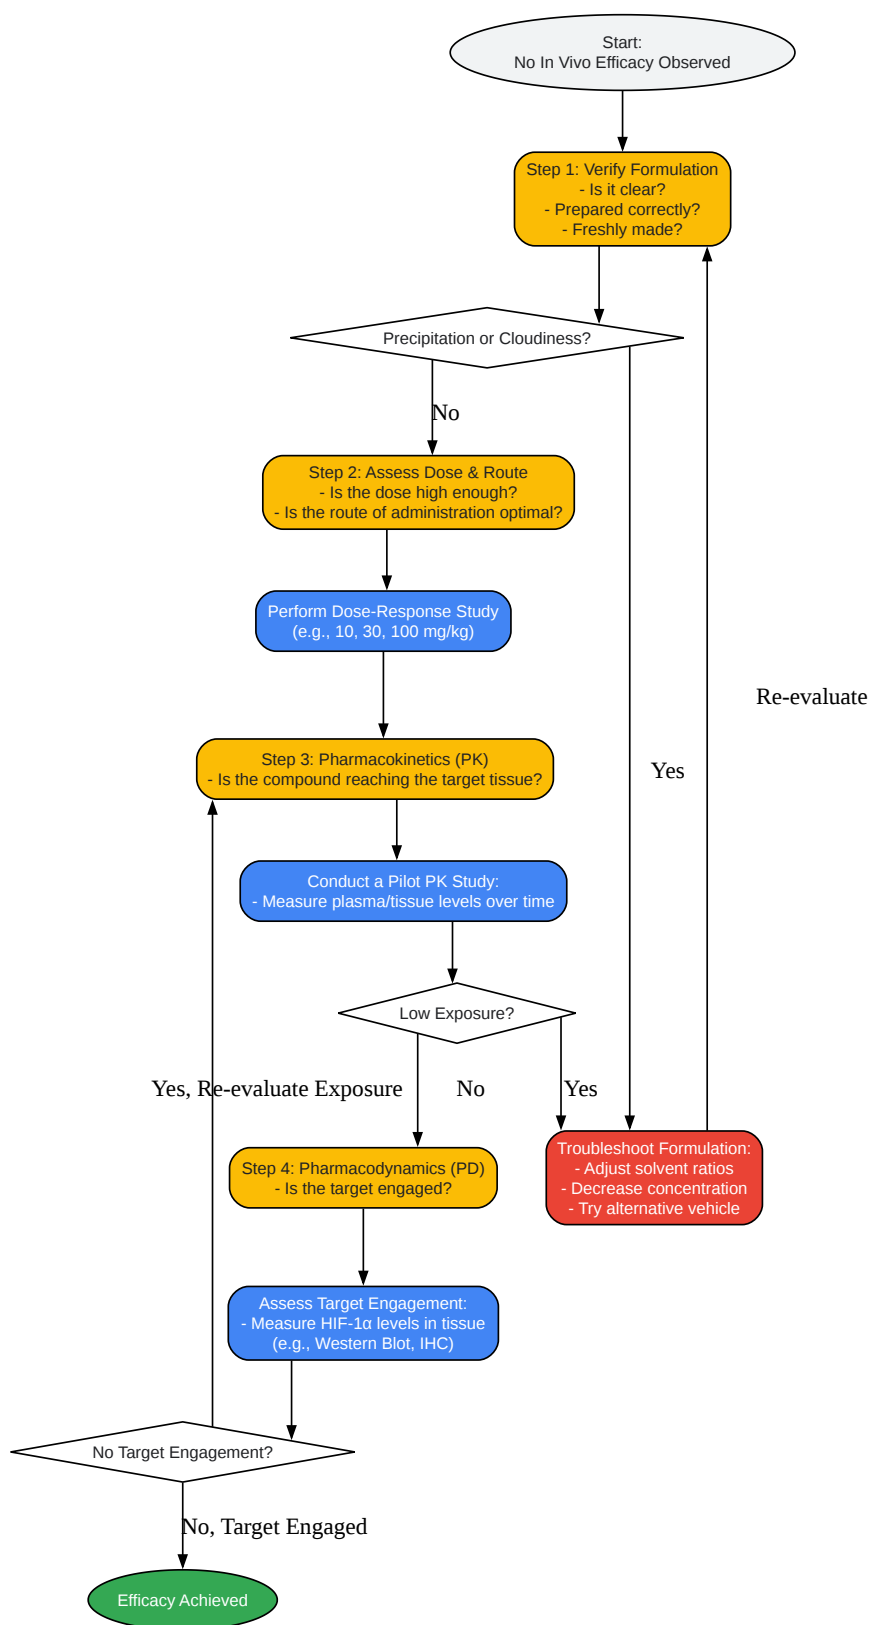 Start:
No In Vivo Efficacy Observed
Step 1: Verify Formulation
- Is it clear?
- Prepared correctly?
- Freshly made?
Precipitation or Cloudiness?
No
Step 2: Assess Dose & Route
- Is the dose high enough?
- Is the route of administration optimal?
Perform Dose-Response Study
(e.g., 10, 30, 100 mg/kg)
Re-evaluate
Step 3: Pharmacokinetics (PK)
- Is the compound reaching the target tissue?
Yes
Conduct a Pilot PK Study:
- Measure plasma/tissue levels over time
Low Exposure?
Yes, Re-evaluate Exposure
No
Yes
Step 4: Pharmacodynamics (PD)
- Is the target engaged?
Troubleshoot Formulation:
- Adjust solvent ratios
- Decrease concentration
- Try alternative vehicle
Assess Target Engagement:
- Measure HIF-1α levels in tissue
(e.g., Western Blot, IHC)
No Target Engagement?
No, Target Engaged
Efficacy Achieved